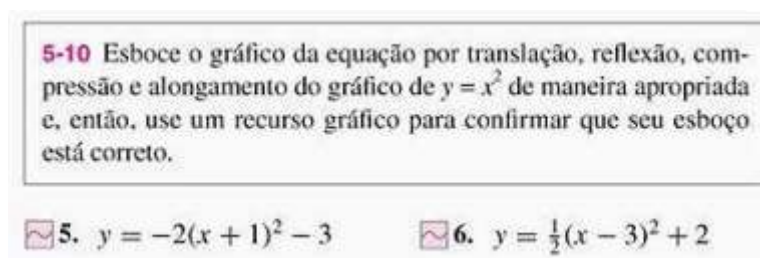 5-10 Esboce o gráfico da equação por translação, reflexão, com-
pressão e alongamento do gráfico de y = x² de maneira apropriada
e, então, use um recurso gráfico para confirmar que seu esboço
está correto.
5. y = −2(x + 1)² − 3 6. y = ½(x − 3)² + 2